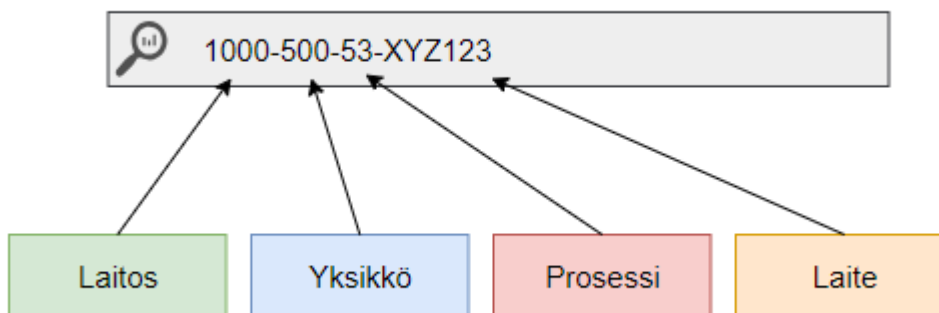 1000-500-53-XYZ123
Laitos
Yksikkö
Prosessi
Laite